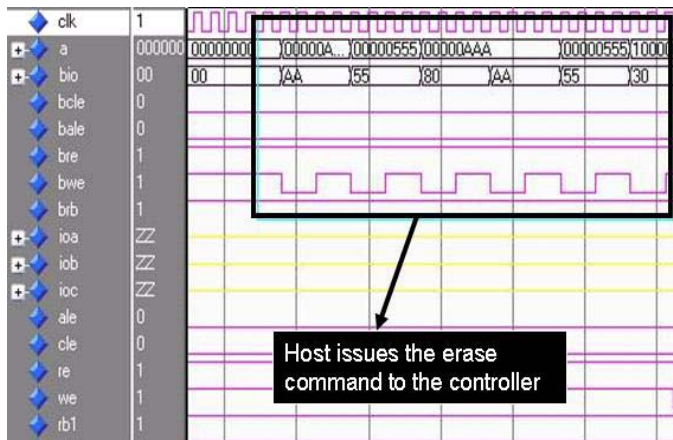 clk 1
a 000000 00000000 00000A... 00000555 00000AAA 00000555 10000
bio 00 00 AA 55 80 AA 55 30
bcle 0
bale 0
bre 1
bwe 1
brb 1
ioa ZZ
iob ZZ
ioc ZZ
ale 0
cle 0
re 1
we 1
rb1 1
Host issues the erase
command to the controller